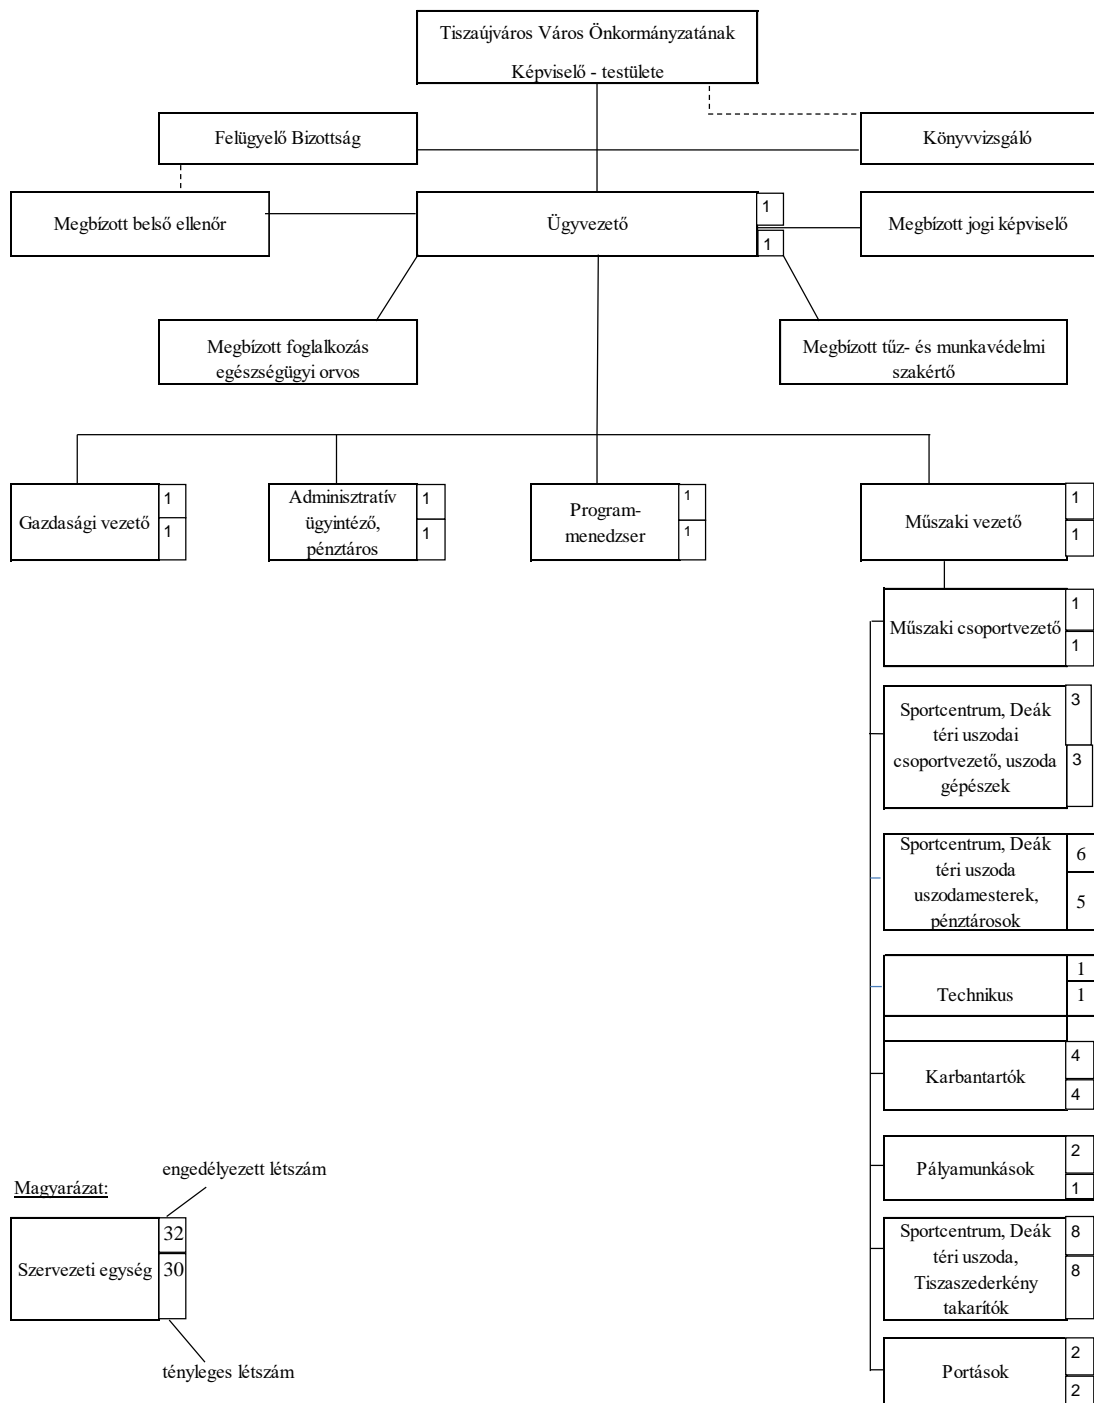 Tiszaújváros Város Önkormányzatának
Képviselő - testülete
Felügyelő Bizottság
Könyvvizsgáló
Megbízott belső ellenőr
Ügyvezető
1
1
Megbízott jogi képviselő
Megbízott foglalkozás
egészségügyi orvos
Megbízott tűz- és munkavédelmi
szakértő
Gazdasági vezető
1
1
Adminisztratív
ügyintéző,
pénztáros
1
1
Program-
menedzser
1
1
Műszaki vezető
1
1
Műszaki csoportvezető
1
1
Sportcentrum, Deák
téri uszodai
csoportvezető, uszoda
gépészek
3
3
Sportcentrum, Deák
téri uszoda
uszodamesterek,
pénztárosok
6
5
Technikus
1
1
Karbantartók
4
4
Pályamunkások
2
1
Sportcentrum, Deák
téri uszoda,
Tiszaszederkény
takarítók
8
8
Portások
2
2
engedélyezett létszám
Magyarázat:
Szervezeti egység
32
30
tényleges létszám